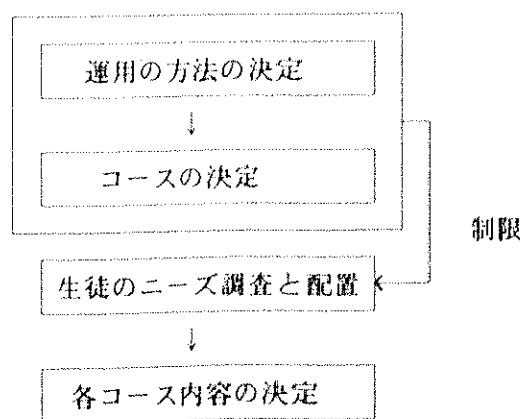 運用の方法の決定
↓
コースの決定
制限
生徒のニーズ調査と配置
↓
各コース内容の決定